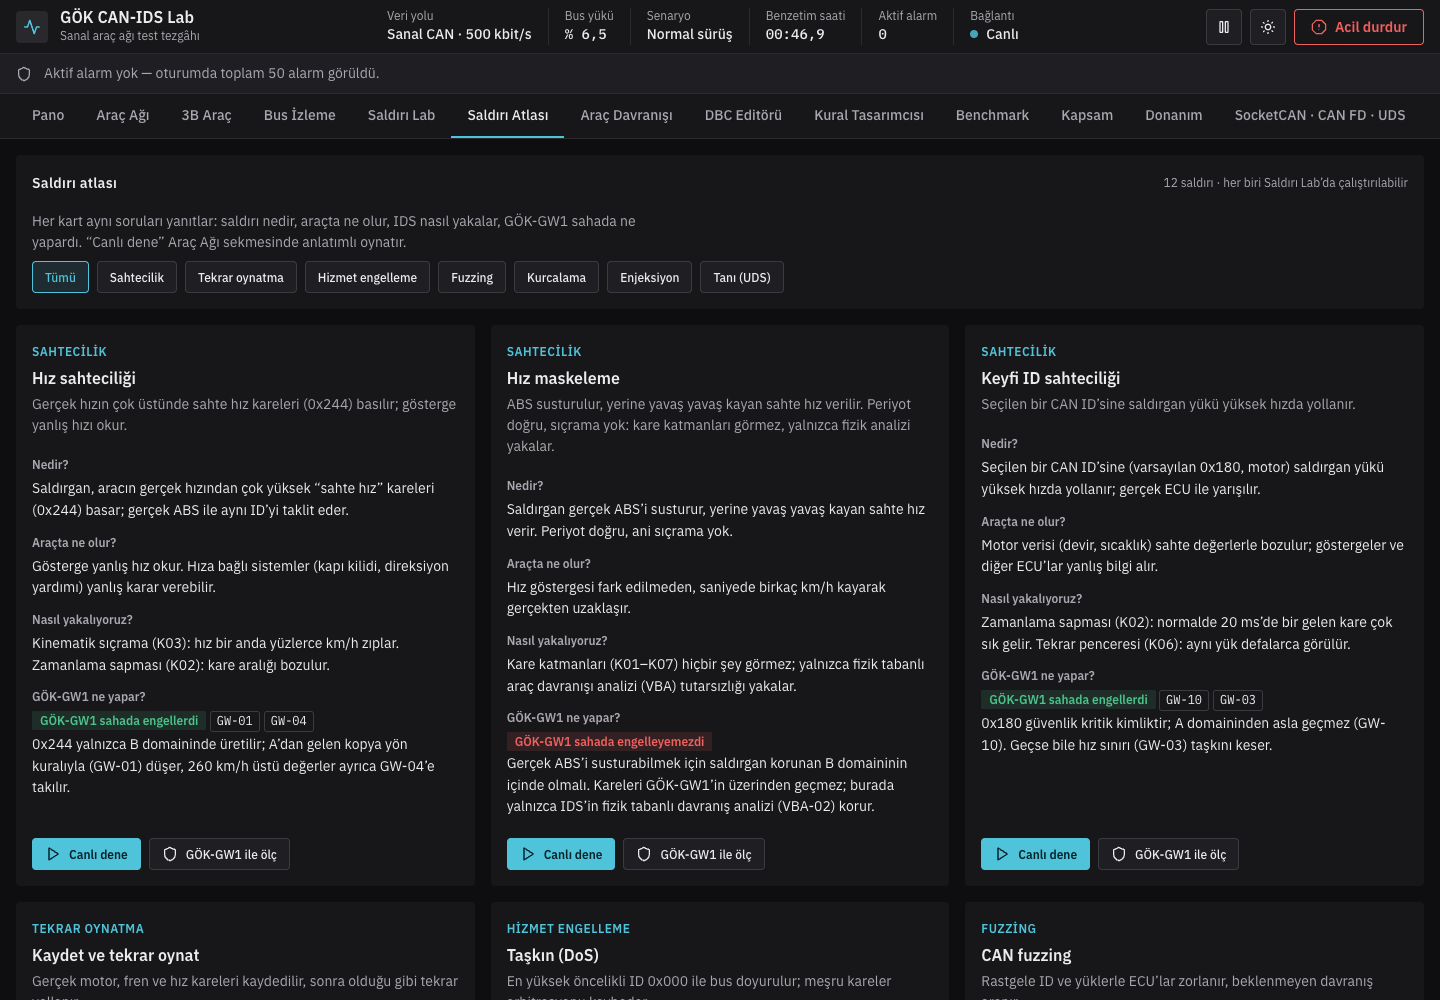 GÖK CAN-IDS Lab
Sanal araç ağı test tezgâhı
Veri yolu
Sanal CAN · 500 kbit/s
Bus yükü
% 6,5
Senaryo
Normal sürüş
Benzetim saati
00:46,9
Aktif alarm
0
Bağlantı
Canlı
Acil durdur
Aktif alarm yok — oturumda toplam 50 alarm görüldü.
Pano Araç Ağı 3B Araç Bus İzleme Saldırı Lab Saldırı Atlası Araç Davranışı DBC Editörü Kural Tasarımcısı Benchmark Kapsam Donanım SocketCAN · CAN FD · UDS
Saldırı atlası
12 saldırı · her biri Saldırı Lab’da çalıştırılabilir
Her kart aynı soruları yanıtlar: saldırı nedir, araçta ne olur, IDS nasıl yakalar, GÖK-GW1 sahada ne
yapardı. “Canlı dene” Araç Ağı sekmesinde anlatımlı oynatır.
Tümü Sahtecilik Tekrar oynatma Hizmet engelleme Fuzzing Kurcalama Enjeksiyon Tanı (UDS)
SAHTECİLİK
Hız sahteciliği
Gerçek hızın çok üstünde sahte hız kareleri (0x244) basılır; gösterge
yanlış hızı okur.
Nedir?
Saldırgan, aracın gerçek hızından çok yüksek “sahte hız” kareleri
(0x244) basar; gerçek ABS ile aynı ID’yi taklit eder.
Araçta ne olur?
Gösterge yanlış hız okur. Hıza bağlı sistemler (kapı kilidi, direksiyon
yardımı) yanlış karar verebilir.
Nasıl yakalıyoruz?
Kinematik sıçrama (K03): hız bir anda yüzlerce km/h zıplar.
Zamanlama sapması (K02): kare aralığı bozulur.
GÖK-GW1 ne yapar?
GÖK-GW1 sahada engellerdi GW-01 GW-04
0x244 yalnızca B domaininde üretilir; A’dan gelen kopya yön
kuralıyla (GW-01) düşer, 260 km/h üstü değerler ayrıca GW-04’e
takılır.
Canlı dene GÖK-GW1 ile ölç
SAHTECİLİK
Hız maskeleme
ABS susturulur, yerine yavaş yavaş kayan sahte hız verilir. Periyot
doğru, sıçrama yok: kare katmanları görmez, yalnızca fizik analizi
yakalar.
Nedir?
Saldırgan gerçek ABS’i susturur, yerine yavaş yavaş kayan sahte hız
verir. Periyot doğru, ani sıçrama yok.
Araçta ne olur?
Hız göstergesi fark edilmeden, saniyede birkaç km/h kayarak
gerçekten uzaklaşır.
Nasıl yakalıyoruz?
Kare katmanları (K01–K07) hiçbir şey görmez; yalnızca fizik tabanlı
araç davranışı analizi (VBA) tutarsızlığı yakalar.
GÖK-GW1 ne yapar?
GÖK-GW1 sahada engelleyemezdi
Gerçek ABS’i susturabilmek için saldırgan korunan B domaininin
içinde olmalı. Kareleri GÖK-GW1’in üzerinden geçmez; burada
yalnızca IDS’in fizik tabanlı davranış analizi (VBA-02) korur.
Canlı dene GÖK-GW1 ile ölç
SAHTECİLİK
Keyfi ID sahteciliği
Seçilen bir CAN ID’sine saldırgan yükü yüksek hızda yollanır.
Nedir?
Seçilen bir CAN ID’sine (varsayılan 0x180, motor) saldırgan yükü
yüksek hızda yollanır; gerçek ECU ile yarışılır.
Araçta ne olur?
Motor verisi (devir, sıcaklık) sahte değerlerle bozulur; göstergeler ve
diğer ECU’lar yanlış bilgi alır.
Nasıl yakalıyoruz?
Zamanlama sapması (K02): normalde 20 ms’de bir gelen kare çok
sık gelir. Tekrar penceresi (K06): aynı yük defalarca görülür.
GÖK-GW1 ne yapar?
GÖK-GW1 sahada engellerdi GW-10 GW-03
0x180 güvenlik kritik kimliktir; A domaininden asla geçmez (GW-
10). Geçse bile hız sınırı (GW-03) taşkını keser.
Canlı dene GÖK-GW1 ile ölç
TEKRAR OYNATMA
Kaydet ve tekrar oynat
Gerçek motor, fren ve hız kareleri kaydedilir, sonra olduğu gibi tekrar
HİZMET ENGELLEME
Taşkın (DoS)
En yüksek öncelikli ID 0x000 ile bus doyurulur; meşru kareler
FUZZİNG
CAN fuzzing
Rastgele ID ve yüklerle ECU’lar zorlanır, beklenmeyen davranış